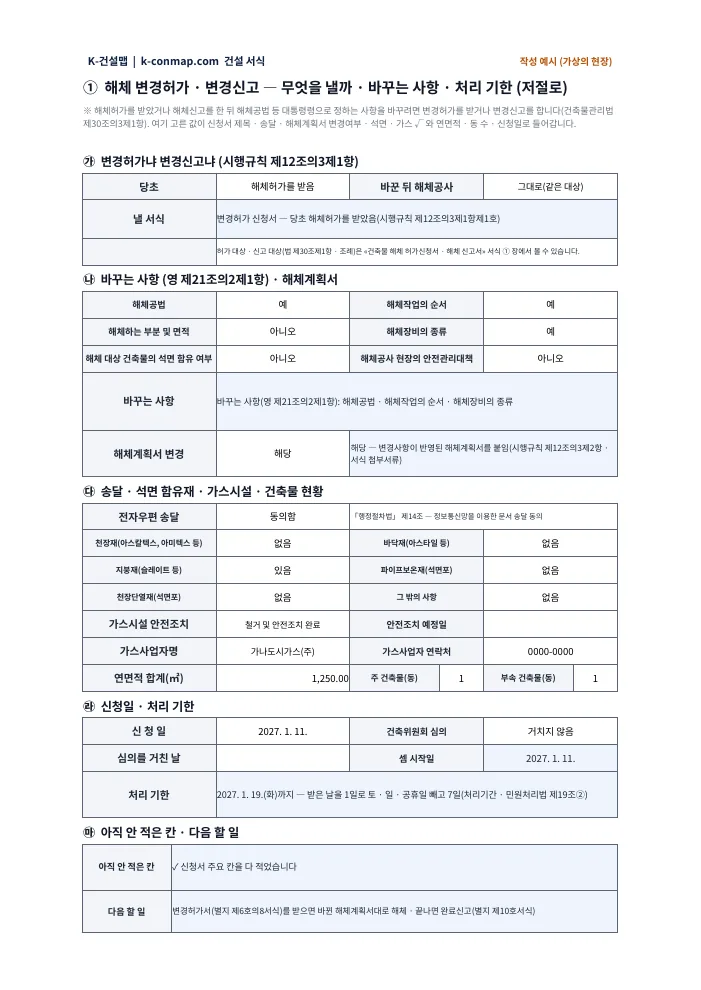 K-건설맵 | k-conmap.com 건설 서식
작성 예시 (가상의 현장)
① 해체 변경허가 · 변경신고 — 무엇을 낼까 · 바꾸는 사항 · 처리 기한 (저절로)
※ 해체허가를 받았거나 해체신고를 한 뒤 해체공법 등 대통령령으로 정하는 사항을 바꾸려면 변경허가를 받거나 변경신고를 합니다(건축물관리법
제30조의3제1항). 여기 고른 값이 신청서 제목 · 송달 · 해체계획서 변경여부 · 석면 · 가스 √ 와 연면적 · 동 수 · 신청일로 들어갑니다.
㉮ 변경허가냐 변경신고냐 (시행규칙 제12조의3제1항)
당초 해체허가를 받음 바꾼 뒤 해체공사 그대로(같은 대상)
낼 서식 변경허가 신청서 — 당초 해체허가를 받았음(시행규칙 제12조의3제1항제1호)
허가 대상 · 신고 대상(법 제30조제1항 · 조례)은 «건축물 해체 허가신청서 · 해체 신고서» 서식 ① 장에서 볼 수 있습니다.
㉯ 바꾸는 사항 (영 제21조의2제1항) · 해체계획서
해체공법 예 해체작업의 순서 예
해체하는 부분 및 면적 아니오 해체장비의 종류 예
해체 대상 건축물의 석면 함유 여부 아니오 해체공사 현장의 안전관리대책 아니오
바꾸는 사항 바꾸는 사항(영 제21조의2제1항): 해체공법 · 해체작업의 순서 · 해체장비의 종류
해체계획서 변경 해당 해당 — 변경사항이 반영된 해체계획서를 붙임(시행규칙 제12조의3제2항 ·
서식 첨부서류)
㉰ 송달 · 석면 함유재 · 가스시설 · 건축물 현황
전자우편 송달 동의함 「행정절차법」 제14조 — 정보통신망을 이용한 문서 송달 동의
천장재(아스칼텍스, 아미텍스 등) 없음 바닥재(아스타일 등) 없음
지붕재(슬레이트 등) 있음 파이프보온재(석면포) 없음
천장단열재(석면포) 없음 그 밖의 사항 없음
가스시설 안전조치 철거 및 안전조치 완료 안전조치 예정일
가스사업자명 가나도시가스(주) 가스사업자 연락처 0000-0000
연면적 합계(㎡) 1,250.00 주 건축물(동) 1 부속 건축물(동) 1
㉱ 신청일 · 처리 기한
신 청 일 2027. 1. 11. 건축위원회 심의 거치지 않음
심의를 거친 날 셈 시작일 2027. 1. 11.
처리 기한 2027. 1. 19.(화)까지 — 받은 날을 1일로 토 · 일 · 공휴일 빼고 7일(처리기간 · 민원처리법 제19조②)
㉲ 아직 안 적은 칸 · 다음 할 일
아직 안 적은 칸 ✓ 신청서 주요 칸을 다 적었습니다
다음 할 일 변경허가서(별지 제6호의8서식)를 받으면 바뀐 해체계획서대로 해체 · 끝나면 완료신고(별지 제10호서식)